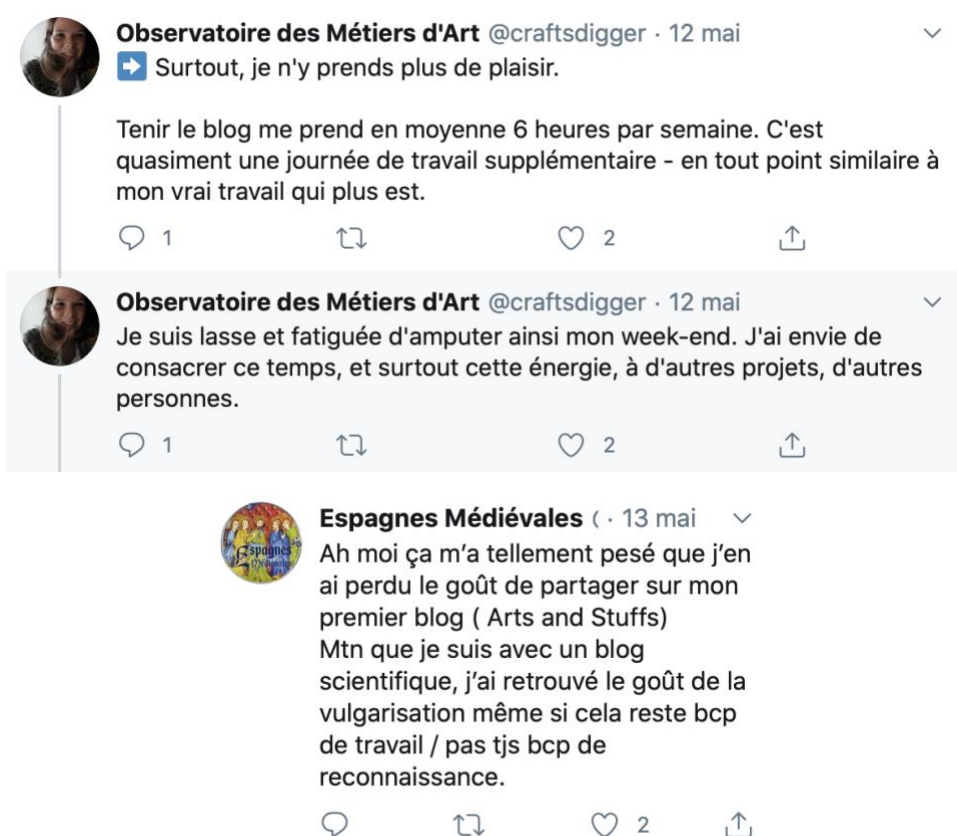 Observatoire des Métiers d'Art @craftsdigger · 12 mai
➡️ Surtout, je n'y prends plus de plaisir.
Tenir le blog me prend en moyenne 6 heures par semaine. C'est
quasiment une journée de travail supplémentaire - en tout point similaire à
mon vrai travail qui plus est.
1 2
Observatoire des Métiers d'Art @craftsdigger · 12 mai
Je suis lasse et fatiguée d'amputer ainsi mon week-end. J'ai envie de
consacrer ce temps, et surtout cette énergie, à d'autres projets, d'autres
personnes.
1 2
Espagnes Médiévales ( · 13 mai
Espagnes
Ah moi ça m’a tellement pesé que j’en
ai perdu le goût de partager sur mon
premier blog ( Arts and Stuffs)
Mtn que je suis avec un blog
scientifique, j’ai retrouvé le goût de la
vulgarisation même si cela reste bcp
de travail / pas tjs bcp de
reconnaissance.
2